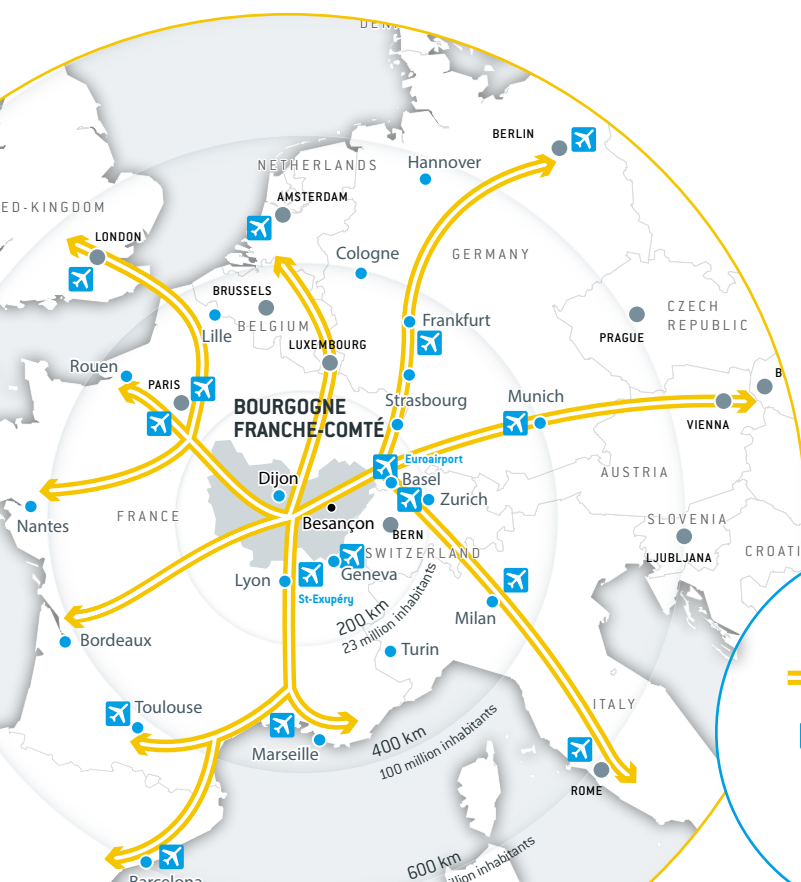 BERLIN
Hannover
NETHERLANDS
AMSTERDAM
ED-KINGDOM
LONDON
Cologne
GERMANY
BRUSSELS
Lille
BELGIUM
LUXEMBOURG
Frankfurt
CZECH
REPUBLIC
PRAGUE
Rouen
PARIS
B
BOURGOGNE
FRANCHE-COMTÉ
Strasbourg
Munich
VIENNA
Euroairport
Basel
Zurich
AUSTRIA
Dijon
Besançon
BERN
Nantes
FRANCE
SLOVENIA
LJUBLJANA
CROATI
SWITZERLAND
Geneva
Lyon
St-Exupéry
200 km
23 million inhabitants
Milan
Bordeaux
Turin
ITALY
Toulouse
Marseille
400 km
100 million inhabitants
ROME
600 km
llion inhabitants
Barcelona